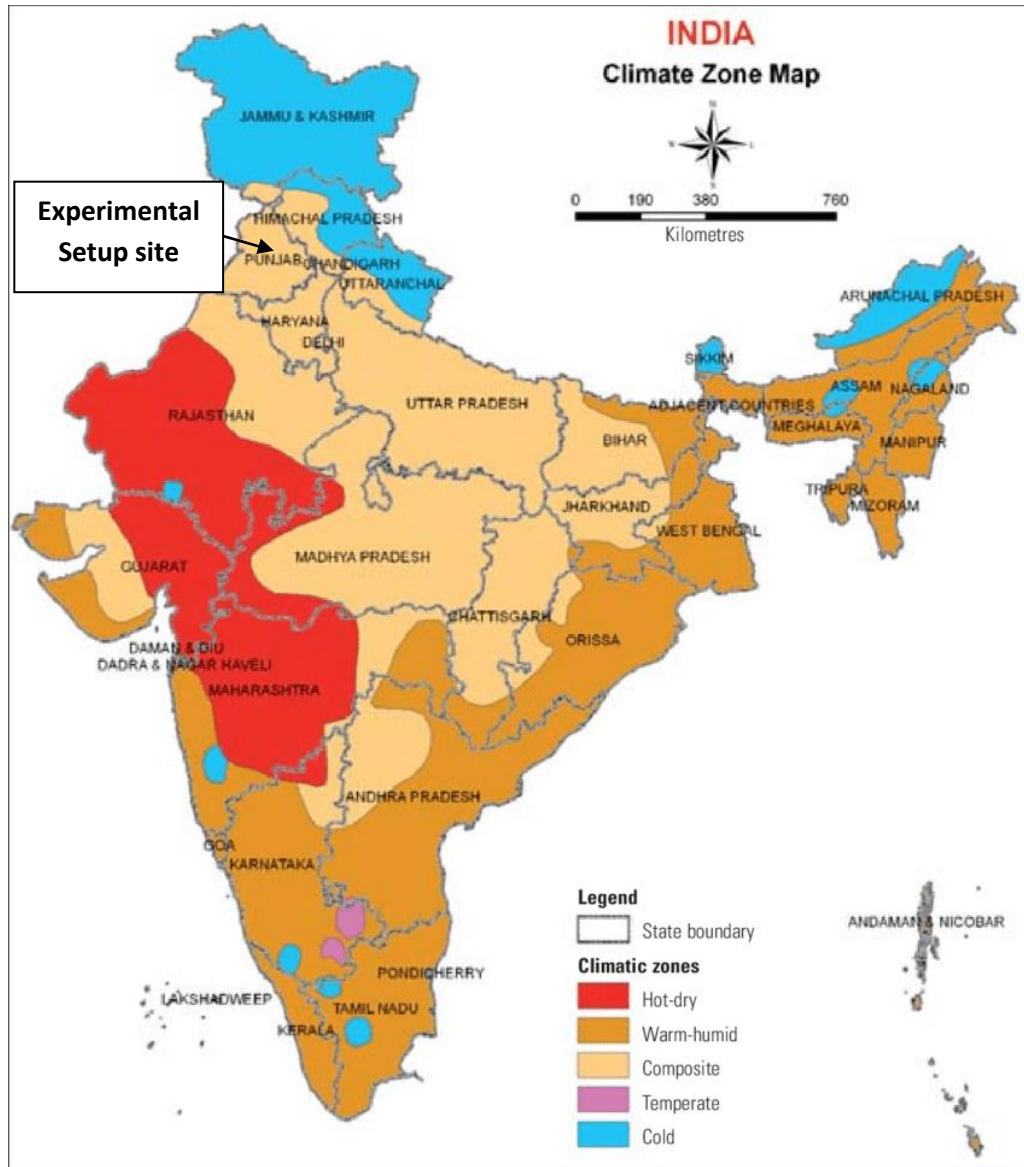 INDIA
Climate Zone Map
N
W
L
S
0 190 380 760
Kilometres
JAMMU & KASHMIR
Experimental
Setup site
HIMACHAL PRADESH
PUNJAB
CHANDIGARH
UTTARANCHAL
HARYANA
DELHI
ARUNACHAL PRADESH
SIKKIM
RAJASTHAN
UTTAR PRADESH
ASSAM
NAGALAND
ADJACENT COUNTRIES
MEGHALAYA
BIHAR
MANIPUR
TRIPURA
MIZORAM
JHARKHAND
WEST BENGAL
MADHYA PRADESH
GUJARAT
CHATTISGARH
ORISSA
DAMAN & DIU
DADRA & NAGAR HAVELI
MAHARASHTRA
ANDHRA PRADESH
GOA
KARNATAKA
ANDAMAN & NICOBAR
PONDICHERRY
LAKSHADWEEP
TAMIL NADU
KERALA
Legend
State boundary
Climatic zones
Hot-dry
Warm-humid
Composite
Temperate
Cold